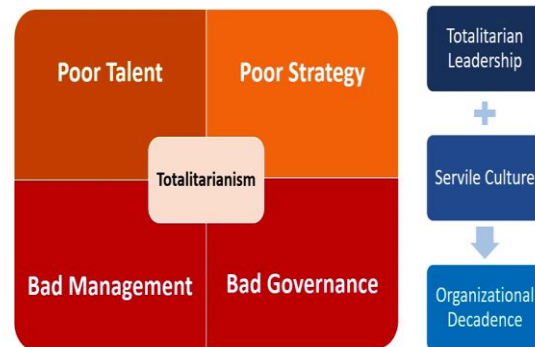 Poor Talent
Poor Strategy
Totalitarianism
Bad Management
Bad Governance
Totalitarian
Leadership
+
Servile Culture
Organizational
Decadence